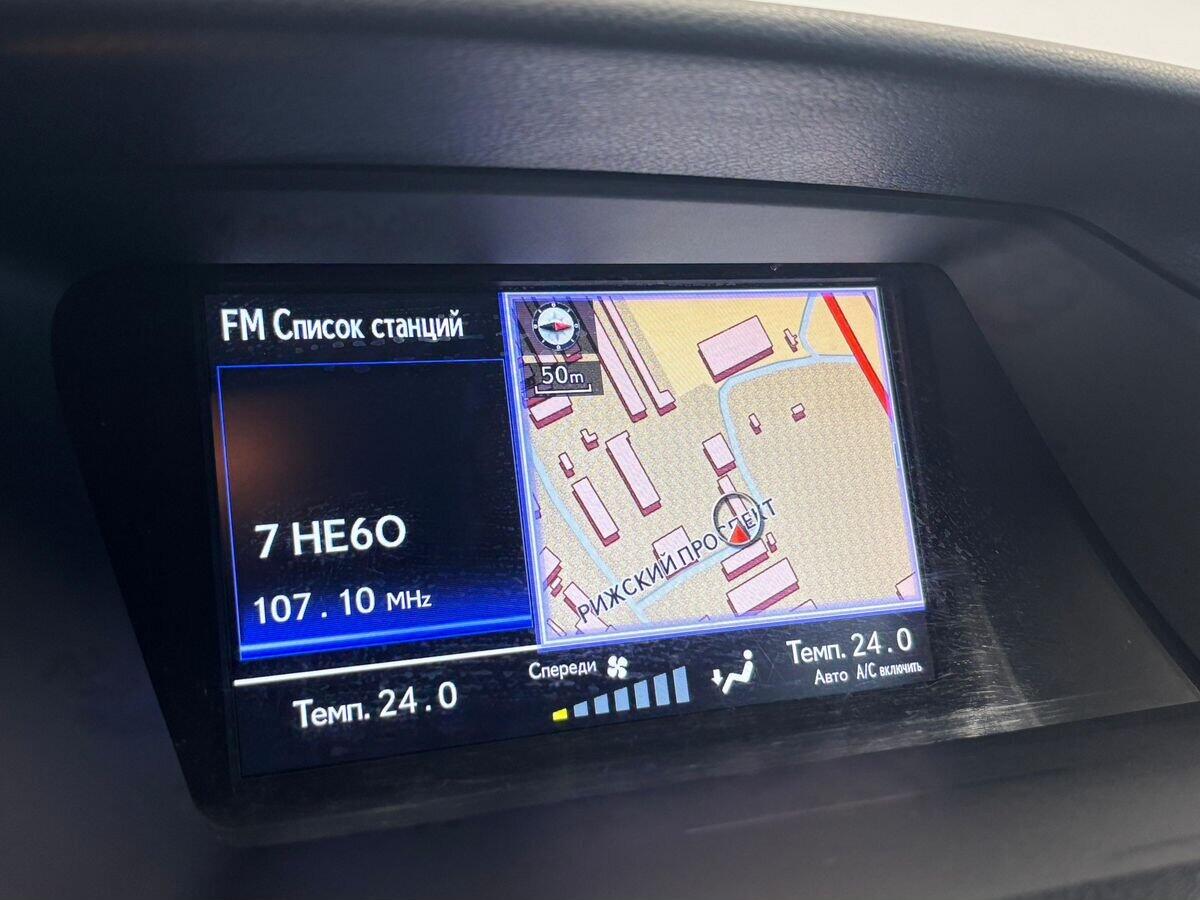 FM Список станций
7 НЕ6О
107.10 MHz
50m
РИЖСКИЙ ПРОСПЕКТ
Темп. 24.0
Спереди
Темп. 24.0
Авто A/C включить